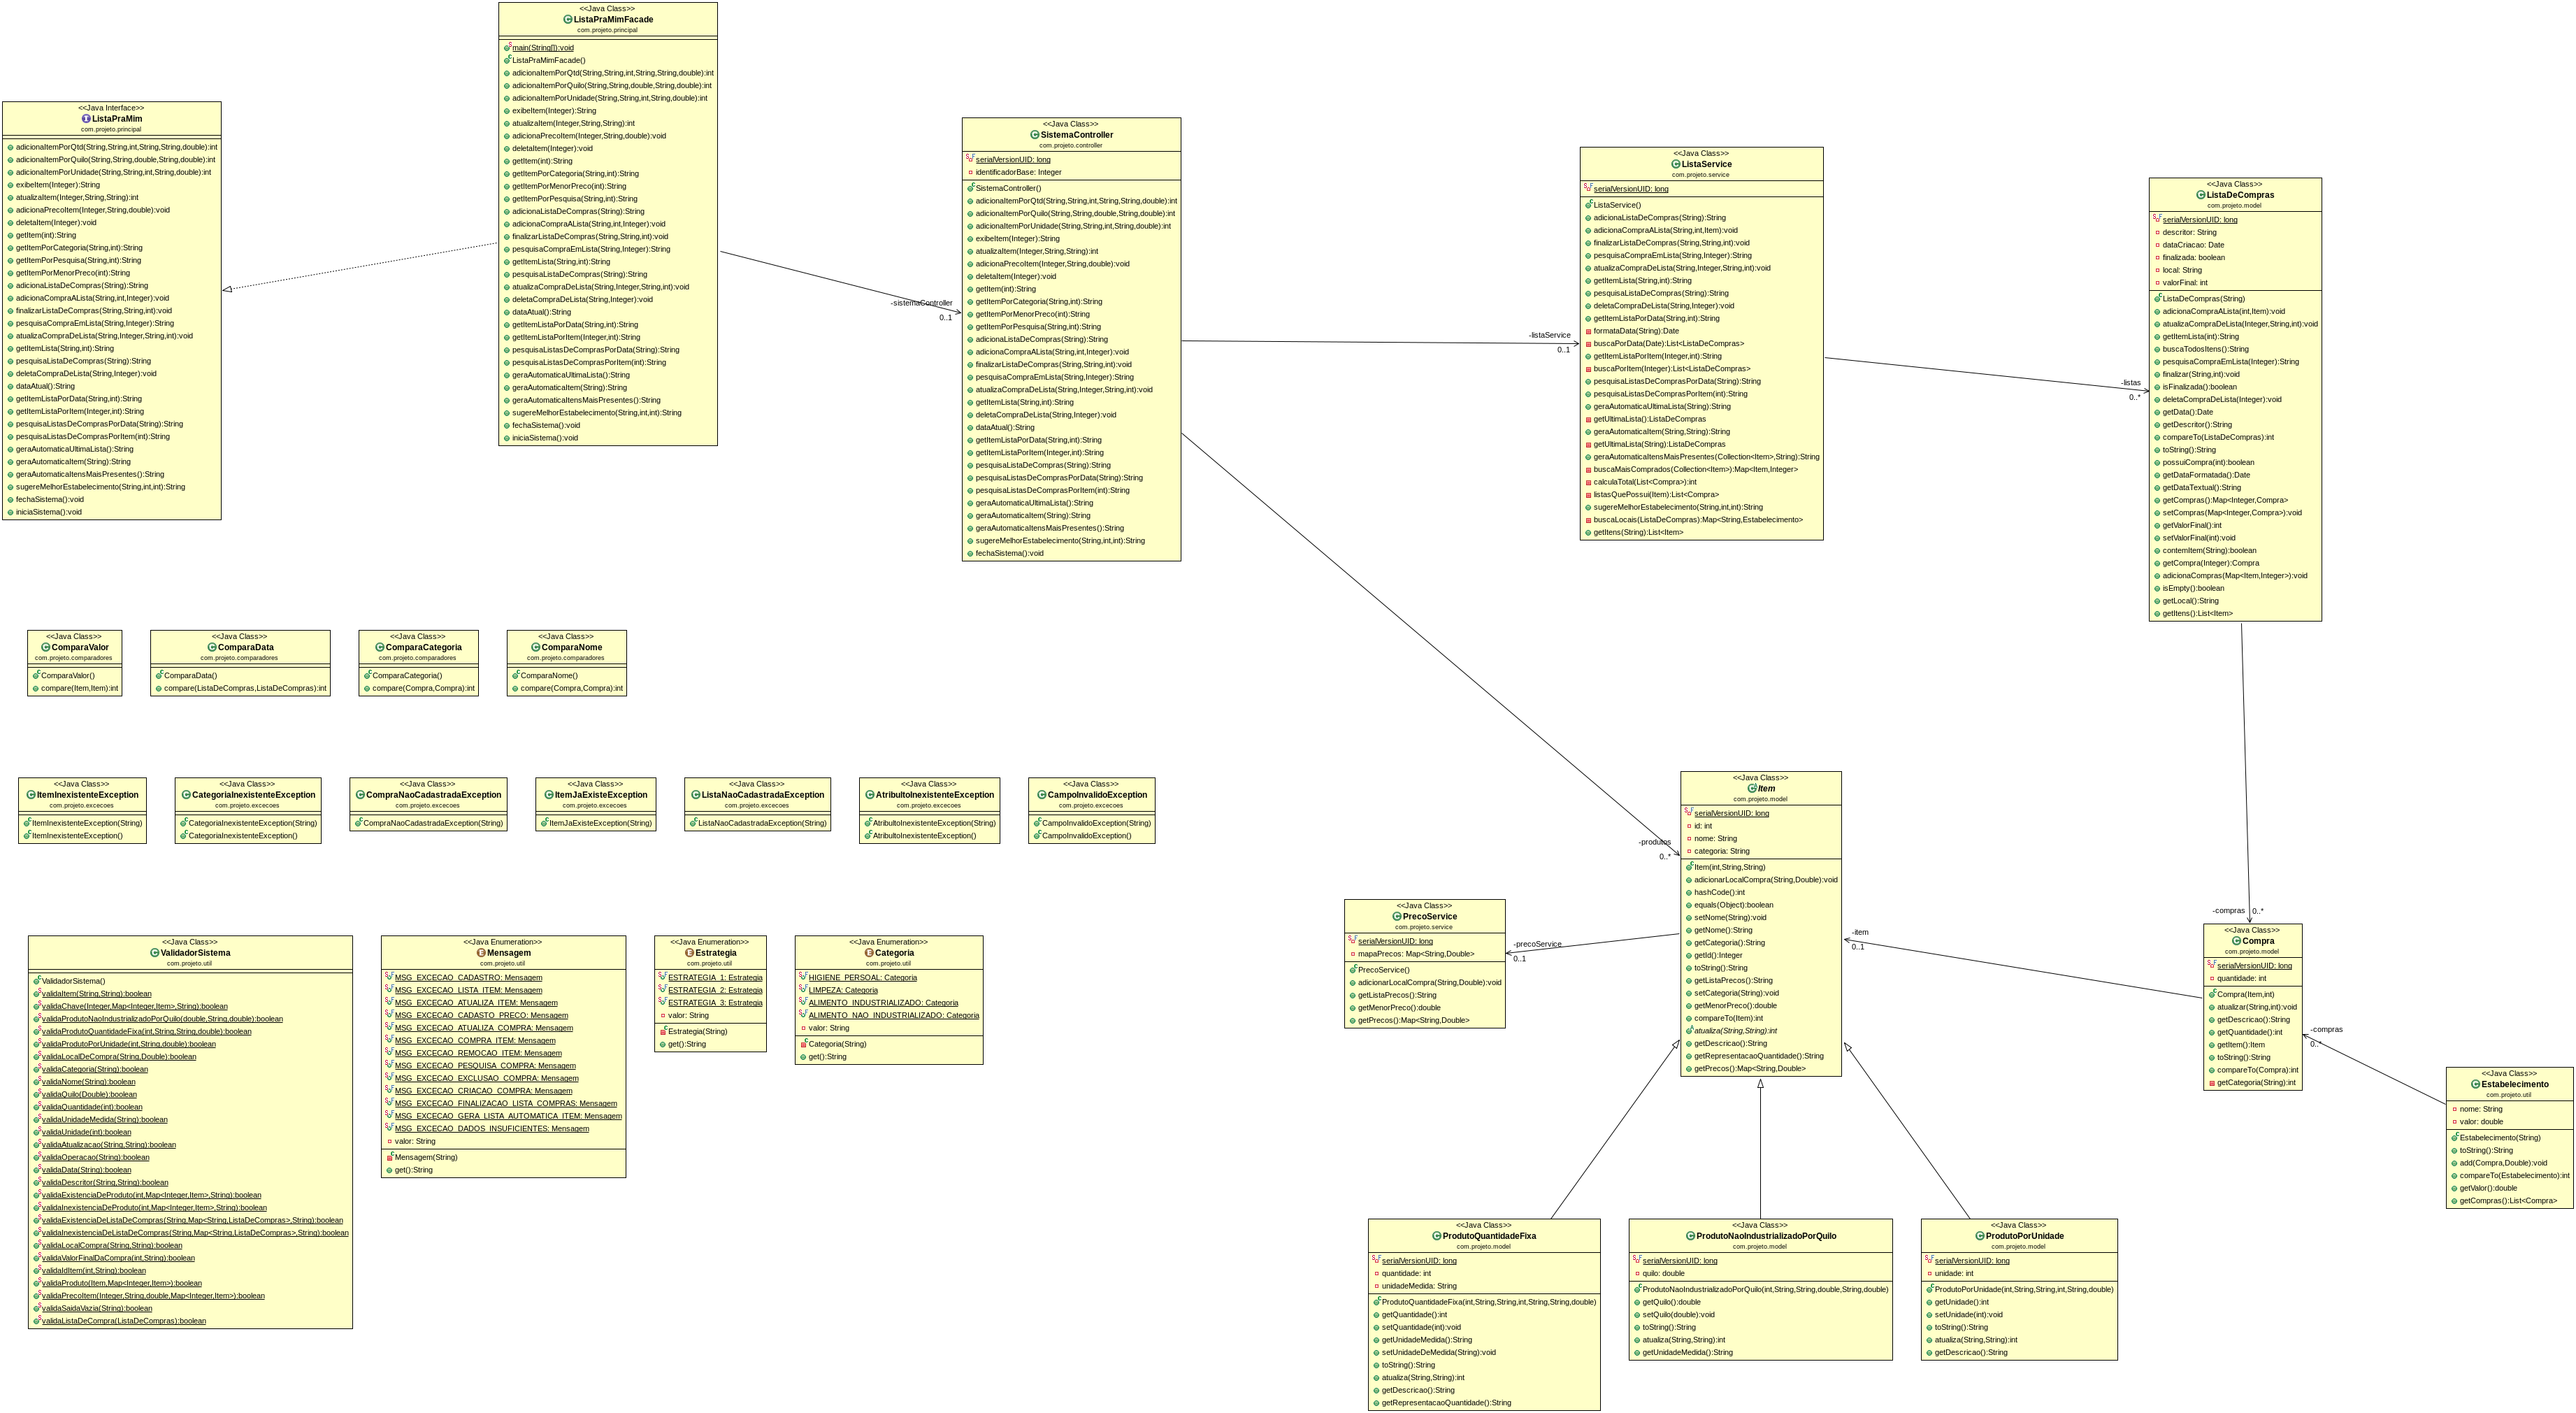 <<Java Class>>
ListaPraMimFacade
com.projeto.principal
main(String[]):void
ListaPraMimFacade()
adicionaItemPorQtd(String,String,int,String,String,double):int
adicionaItemPorQuilo(String,String,double,String,double):int
adicionaItemPorUnidade(String,String,int,String,double):int
exibeItem(Integer):String
atualizaItem(Integer,String,String):int
adicionaPrecoItem(Integer,String,double):void
deletaItem(Integer):void
getItem(int):String
getItemPorCategoria(String,int):String
getItemPorMenorPreco(int):String
getItemPorPesquisa(String,int):String
adicionaListaDeCompras(String):String
adicionaCompraALista(String,int,Integer):void
finalizarListaDeCompras(String,String,int):void
pesquisaCompraEmLista(String,Integer):String
getItemLista(String,int):String
pesquisaListaDeCompras(String):String
atualizaCompraDeLista(String,Integer,String,int):void
deletaCompraDeLista(String,Integer):void
dataAtual():String
getItemListaPorData(String,int):String
getItemListaPorItem(Integer,int):String
pesquisaListasDeComprasPorData(String):String
pesquisaListasDeComprasPorItem(int):String
geraAutomaticaUltimaLista():String
geraAutomaticaItem(String):String
geraAutomaticaItensMaisPresentes():String
sugereMelhorEstabelecimento(String,int,int):String
fechaSistema():void
iniciaSistema():void
<<Java Interface>>
ListaPraMim
com.projeto.principal
adicionaItemPorQtd(String,String,int,String,String,double):int
adicionaItemPorQuilo(String,String,double,String,double):int
adicionaItemPorUnidade(String,String,int,String,double):int
exibeItem(Integer):String
atualizaItem(Integer,String,String):int
adicionaPrecoItem(Integer,String,double):void
deletaItem(Integer):void
getItem(int):String
getItemPorCategoria(String,int):String
getItemPorPesquisa(String,int):String
getItemPorMenorPreco(int):String
adicionaListaDeCompras(String):String
adicionaCompraALista(String,int,Integer):void
finalizarListaDeCompras(String,String,int):void
pesquisaCompraEmLista(String,Integer):String
atualizaCompraDeLista(String,Integer,String,int):void
getItemLista(String,int):String
pesquisaListaDeCompras(String):String
deletaCompraDeLista(String,Integer):void
dataAtual():String
getItemListaPorData(String,int):String
getItemListaPorItem(Integer,int):String
pesquisaListasDeComprasPorData(String):String
pesquisaListasDeComprasPorItem(int):String
geraAutomaticaUltimaLista():String
geraAutomaticaItem(String):String
geraAutomaticaItensMaisPresentes():String
sugereMelhorEstabelecimento(String,int,int):String
fechaSistema():void
iniciaSistema():void
-sistemaController
0..1
<<Java Class>>
SistemaController
com.projeto.controller
serialVersionUID: long
identificadorBase: Integer
SistemaController()
adicionaItemPorQtd(String,String,int,String,String,double):int
adicionaItemPorQuilo(String,String,double,String,double):int
adicionaItemPorUnidade(String,String,int,String,double):int
exibeItem(Integer):String
atualizaItem(Integer,String,String):int
adicionaPrecoItem(Integer,String,double):void
deletaItem(Integer):void
getItem(int):String
getItemPorCategoria(String,int):String
getItemPorMenorPreco(int):String
getItemPorPesquisa(String,int):String
adicionaListaDeCompras(String):String
adicionaCompraALista(String,int,Integer):void
finalizarListaDeCompras(String,String,int):void
pesquisaCompraEmLista(String,Integer):String
atualizaCompraDeLista(String,Integer,String,int):void
getItemLista(String,int):String
deletaCompraDeLista(String,Integer):void
dataAtual():String
getItemListaPorData(String,int):String
getItemListaPorItem(Integer,int):String
pesquisaListaDeCompras(String):String
pesquisaListasDeComprasPorData(String):String
pesquisaListasDeComprasPorItem(int):String
geraAutomaticaUltimaLista():String
geraAutomaticaItem(String):String
geraAutomaticaItensMaisPresentes():String
sugereMelhorEstabelecimento(String,int,int):String
fechaSistema():void
-listaService
0..1
<<Java Class>>
ListaService
com.projeto.service
serialVersionUID: long
ListaService()
adicionaListaDeCompras(String):String
adicionaCompraALista(String,int,Item):void
finalizarListaDeCompras(String,String,int):void
pesquisaCompraEmLista(String,Integer):String
atualizaCompraDeLista(String,Integer,String,int):void
getItemLista(String,int):String
pesquisaListaDeCompras(String):String
deletaCompraDeLista(String,Integer):void
getItemListaPorData(String,int):String
formataData(String):Date
buscaPorData(Date):List<ListaDeCompras>
getItemListaPorItem(Integer,int):String
buscaPorItem(Integer):List<ListaDeCompras>
pesquisaListasDeComprasPorData(String):String
pesquisaListasDeComprasPorItem(int):String
geraAutomaticaUltimaLista(String):String
getUltimaLista():ListaDeCompras
geraAutomaticaItem(String,String):String
getUltimaLista(String):ListaDeCompras
geraAutomaticaItensMaisPresentes(Collection<Item>,String):String
buscaMaisComprados(Collection<Item>):Map<Item,Integer>
calculaTotal(List<Compra>):int
listasQuePossui(Item):List<Compra>
sugereMelhorEstabelecimento(String,int,int):String
buscaLocais(ListaDeCompras):Map<String,Estabelecimento>
getItens(String):List<Item>
-listas
0..*
<<Java Class>>
ListaDeCompras
com.projeto.model
serialVersionUID: long
descritor: String
dataCriacao: Date
finalizada: boolean
local: String
valorFinal: int
ListaDeCompras(String)
adicionaCompraALista(int,Item):void
atualizaCompraDeLista(Integer,String,int):void
getItemLista(int):String
buscaTodosItens():String
pesquisaCompraEmLista(Integer):String
finalizar(String,int):void
isFinalizada():boolean
deletaCompraDeLista(Integer):void
getData():Date
getDescritor():String
compareTo(ListaDeCompras):int
toString():String
possuiCompra(int):boolean
getDataFormatada():Date
getDataTextual():String
getCompras():Map<Integer,Compra>
setCompras(Map<Integer,Compra>):void
getValorFinal():int
setValorFinal(int):void
contemItem(String):boolean
getCompra(Integer):Compra
adicionaCompras(Map<Item,Integer>):void
isEmpty():boolean
getLocal():String
getItens():List<Item>
<<Java Class>>
ComparaValor
com.projeto.comparadores
ComparaValor()
compare(Item,Item):int
<<Java Class>>
ComparaData
com.projeto.comparadores
ComparaData()
compare(ListaDeCompras,ListaDeCompras):int
<<Java Class>>
ComparaCategoria
com.projeto.comparadores
ComparaCategoria()
compare(Compra,Compra):int
<<Java Class>>
ComparaNome
com.projeto.comparadores
ComparaNome()
compare(Compra,Compra):int
<<Java Class>>
ItemInexistenteException
com.projeto.excecoes
ItemInexistenteException(String)
ItemInexistenteException()
<<Java Class>>
CategoriaInexistenteException
com.projeto.excecoes
CategoriaInexistenteException(String)
CategoriaInexistenteException()
<<Java Class>>
CompraNaoCadastradaException
com.projeto.excecoes
CompraNaoCadastradaException(String)
<<Java Class>>
ItemJaExisteException
com.projeto.excecoes
ItemJaExisteException(String)
<<Java Class>>
ListaNaoCadastradaException
com.projeto.excecoes
ListaNaoCadastradaException(String)
<<Java Class>>
AtribultoInexistenteException
com.projeto.excecoes
AtribultoInexistenteException(String)
AtribultoInexistenteException()
<<Java Class>>
CampoInvalidoException
com.projeto.excecoes
CampoInvalidoException(String)
CampoInvalidoException()
<<Java Class>>
ValidadorSistema
com.projeto.util
ValidadorSistema()
validaItem(String,String):boolean
validaChave(Integer,Map<Integer,Item>,String):boolean
validaProdutoNaoIndustrializadoPorQuilo(double,String,double):boolean
validaProdutoQuantidadeFixa(int,String,String,double):boolean
validaProdutoPorUnidade(int,String,double):boolean
validaLocalDeCompra(String,Double):boolean
validaCategoria(String):boolean
validaNome(String):boolean
validaQuilo(Double):boolean
validaQuantidade(int):boolean
validaUnidadeMedida(String):boolean
validaUnidade(int):boolean
validaAtualizacao(String,String):boolean
validaOperacao(String):boolean
validaData(String):boolean
validaDescritor(String,String):boolean
validaExistenciaDeProduto(int,Map<Integer,Item>,String):boolean
validaInexistenciaDeProduto(int,Map<Integer,Item>,String):boolean
validaExistenciaDeListaDeCompras(String,Map<String,ListaDeCompras>,String):boolean
validaInexistenciaDeListaDeCompras(String,Map<String,ListaDeCompras>,String):boolean
validaLocalCompra(String,String):boolean
validaValorFinalDaCompra(int,String):boolean
validaIdItem(int,String):boolean
validaProduto(Item,Map<Integer,Item>):boolean
validaPrecoItem(Integer,String,double,Map<Integer,Item>):boolean
validaSaidaVazia(String):boolean
validaListaDeCompra(ListaDeCompras):boolean
<<Java Enumeration>>
Mensagem
com.projeto.util
MSG_EXCECAO_CADASTRO: Mensagem
MSG_EXCECAO_LISTA_ITEM: Mensagem
MSG_EXCECAO_ATUALIZA_ITEM: Mensagem
MSG_EXCECAO_CADASTO_PRECO: Mensagem
MSG_EXCECAO_ATUALIZA_COMPRA: Mensagem
MSG_EXCECAO_COMPRA_ITEM: Mensagem
MSG_EXCECAO_REMOCAO_ITEM: Mensagem
MSG_EXCECAO_PESQUISA_COMPRA: Mensagem
MSG_EXCECAO_EXCLUSAO_COMPRA: Mensagem
MSG_EXCECAO_CRIACAO_COMPRA: Mensagem
MSG_EXCECAO_FINALIZACAO_LISTA_COMPRAS: Mensagem
MSG_EXCECAO_GERA_LISTA_AUTOMATICA_ITEM: Mensagem
MSG_EXCECAO_DADOS_INSUFICIENTES: Mensagem
valor: String
Mensagem(String)
get():String
<<Java Enumeration>>
Estrategia
com.projeto.util
ESTRATEGIA_1: Estrategia
ESTRATEGIA_2: Estrategia
ESTRATEGIA_3: Estrategia
valor: String
Estrategia(String)
get():String
<<Java Enumeration>>
Categoria
com.projeto.util
HIGIENE_PERSOAL: Categoria
LIMPEZA: Categoria
ALIMENTO_INDUSTRIALIZADO: Categoria
ALIMENTO_NAO_INDUSTRIALIZADO: Categoria
valor: String
Categoria(String)
get():String
<<Java Class>>
PrecoService
com.projeto.service
serialVersionUID: long
mapaPrecos: Map<String,Double>
PrecoService()
adicionarLocalCompra(String,Double):void
getListaPrecos():String
getMenorPreco():double
getPrecos():Map<String,Double>
-precoService
0..1
-produtos
0..*
<<Java Class>>
Item
com.projeto.model
serialVersionUID: long
id: int
nome: String
categoria: String
Item(int,String,String)
adicionarLocalCompra(String,Double):void
hashCode():int
equals(Object):boolean
setNome(String):void
getNome():String
getCategoria():String
getId():Integer
toString():String
getListaPrecos():String
setCategoria(String):void
getMenorPreco():double
compareTo(Item):int
atualiza(String,String):int
getDescricao():String
getRepresentacaoQuantidade():String
getPrecos():Map<String,Double>
-item
0..1
-compras 0..*
<<Java Class>>
Compra
com.projeto.model
serialVersionUID: long
quantidade: int
Compra(Item,int)
atualizar(String,int):void
getDescricao():String
getQuantidade():int
getItem():Item
toString():String
compareTo(Compra):int
getCategoria(String):int
-compras
0..*
<<Java Class>>
Estabelecimento
com.projeto.util
nome: String
valor: double
Estabelecimento(String)
toString():String
add(Compra,Double):void
compareTo(Estabelecimento):int
getValor():double
getCompras():List<Compra>
<<Java Class>>
ProdutoQuantidadeFixa
com.projeto.model
serialVersionUID: long
quantidade: int
unidadeMedida: String
ProdutoQuantidadeFixa(int,String,String,int,String,String,double)
getQuantidade():int
setQuantidade(int):void
getUnidadeMedida():String
setUnidadeDeMedida(String):void
toString():String
atualiza(String,String):int
getDescricao():String
getRepresentacaoQuantidade():String
<<Java Class>>
ProdutoNaoIndustrializadoPorQuilo
com.projeto.model
serialVersionUID: long
quilo: double
ProdutoNaoIndustrializadoPorQuilo(int,String,String,double,String,double)
getQuilo():double
setQuilo(double):void
toString():String
atualiza(String,String):int
getUnidadeMedida():String
<<Java Class>>
ProdutoPorUnidade
com.projeto.model
serialVersionUID: long
unidade: int
ProdutoPorUnidade(int,String,String,int,String,double)
getUnidade():int
setUnidade(int):void
toString():String
atualiza(String,String):int
getDescricao():String